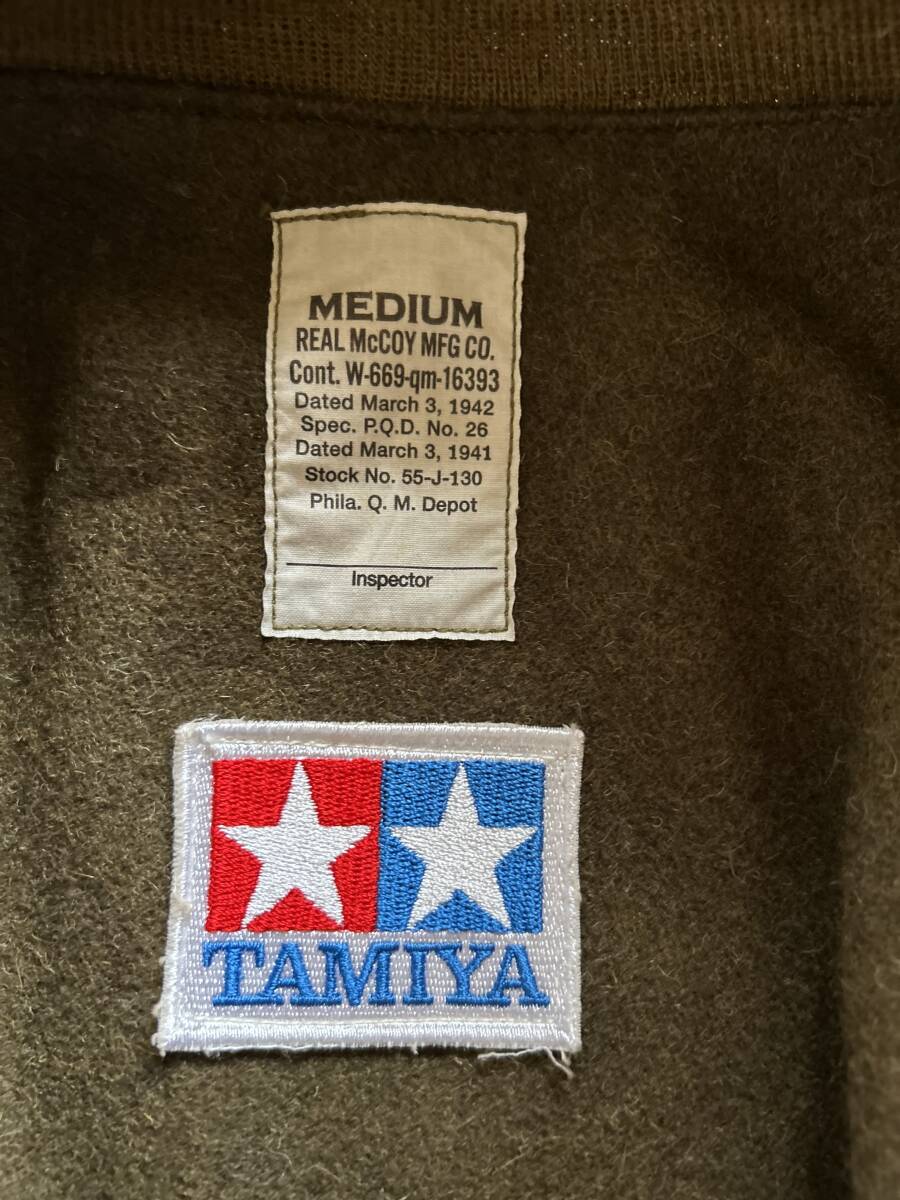 MEDIUM
REAL McCOY MFG CO.
Cont. W-669-qm-16393
Dated March 3, 1942
Spec. P.Q.D. No. 26
Dated March 3, 1941
Stock No. 55-J-130
Phila. Q. M. Depot
Inspector
TAMIYA